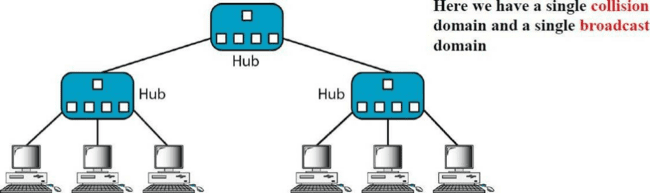 Here we have a single collision
domain and a single broadcast
domain
Hub
Hub
Hub